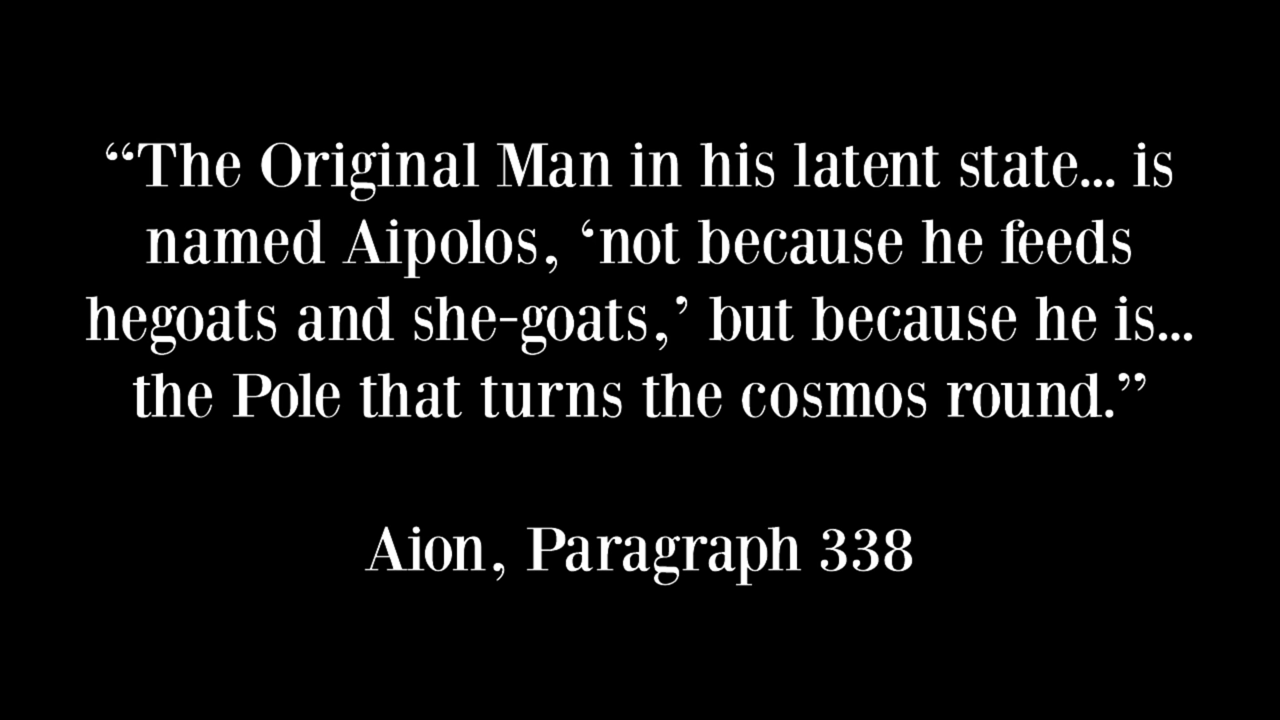 “The Original Man in his latent state... is
named Aipolos, ‘not because he feeds
hegoats and she-goats,’ but because he is...
the Pole that turns the cosmos round.”
Aion, Paragraph 338